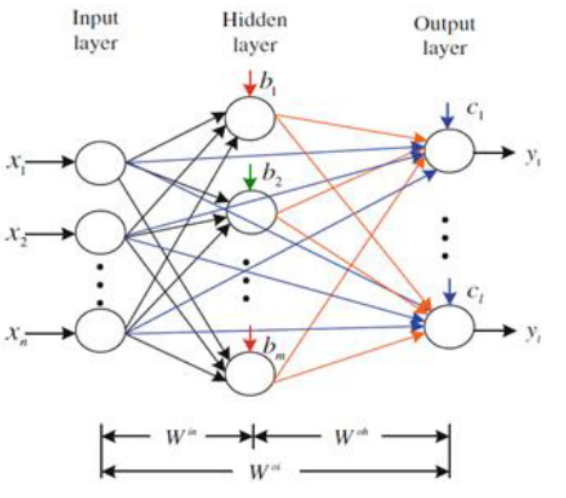 Input
layer
Hidden
layer
Output
layer
b₁
c₁
x₁
y₁
b₂
x₂
xₙ
cₗ
yₗ
bₘ
Wⁱⁿ
Wᵒʰ
Wᵒⁱ